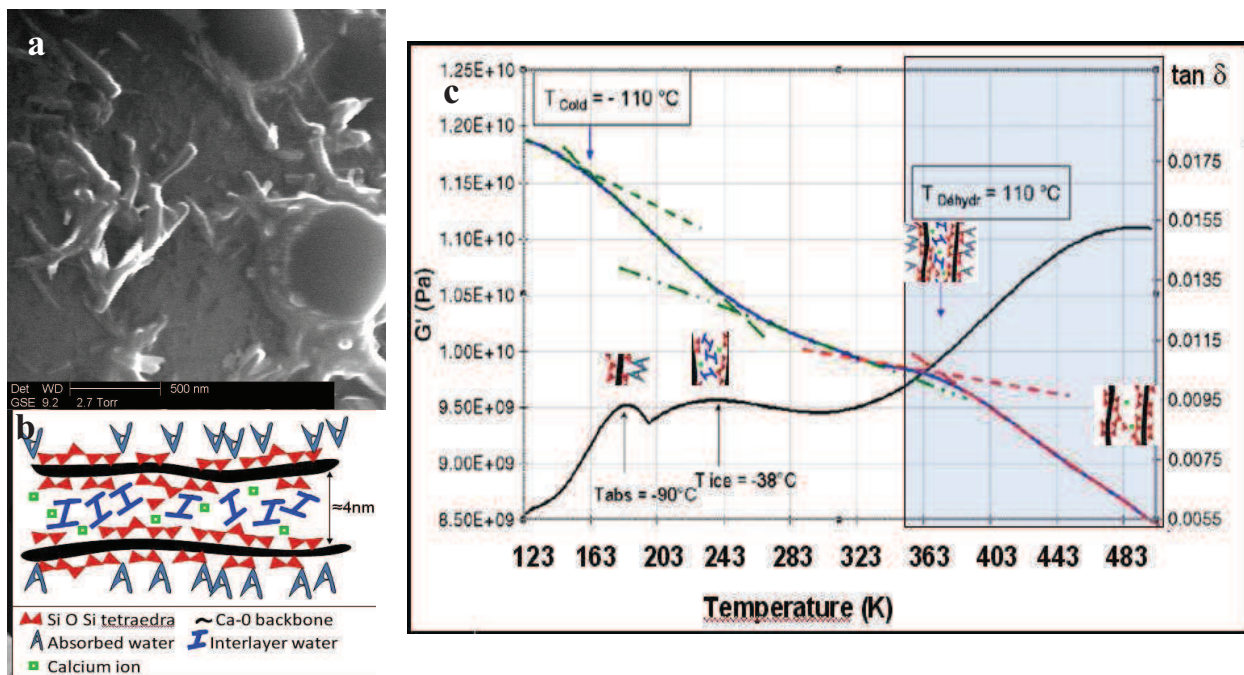 a
Det WD 500 nm
GSE 9.2 2.7 Torr
b
≈4nm
Si O Si tetraedra
Ca-0 backbone
Absorbed water
Interlayer water
Calcium ion
c
1.25E+10
1.20E+10
1.15E+10
1.10E+10
1.05E+10
1.00E+10
9.50E+09
9.00E+09
8.50E+09
G' (Pa)
T Cold = - 110 °C
tan δ
T Déhydr = 110 °C
0.0175
0.0155
0.0135
0.0115
0.0095
0.0075
0.0055
Tabs = -90°C
T ice = -38°C
123 163 203 243 283 323 363 403 443 483
Temperature (K)